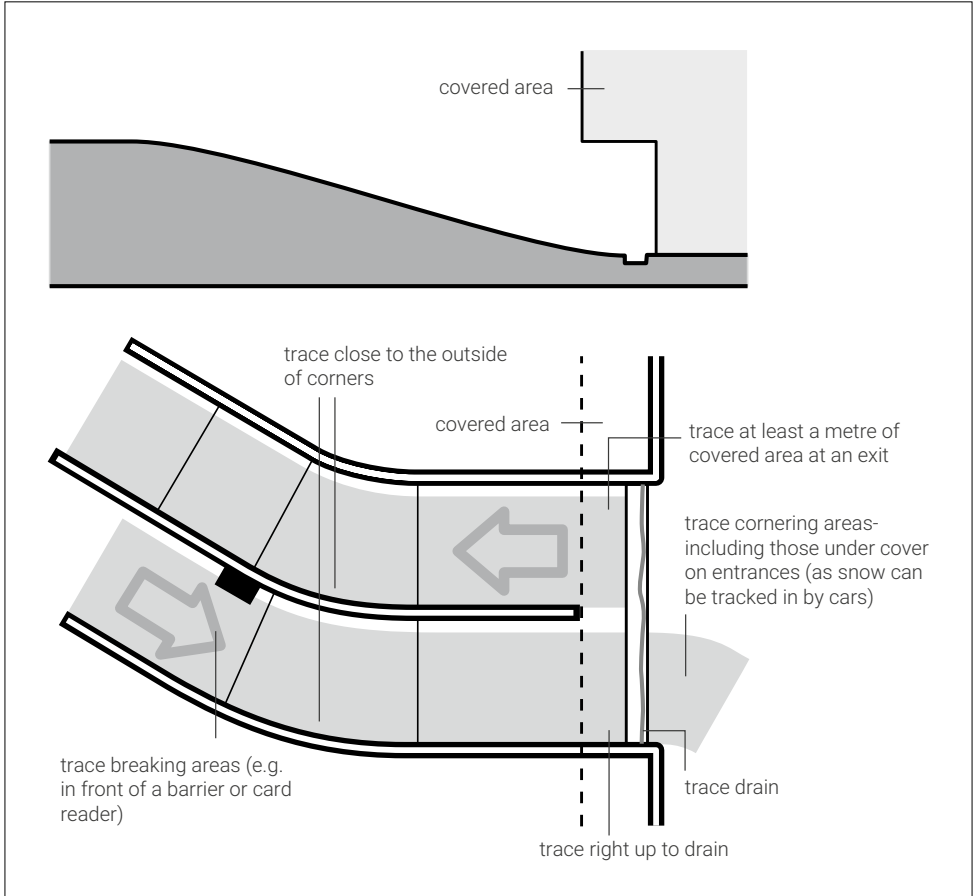 covered area
trace close to the outside
of corners
covered area
trace at least a metre of
covered area at an exit
trace cornering areas-
including those under cover
on entrances (as snow can
be tracked in by cars)
trace breaking areas (e.g.
in front of a barrier or card
reader)
trace drain
trace right up to drain